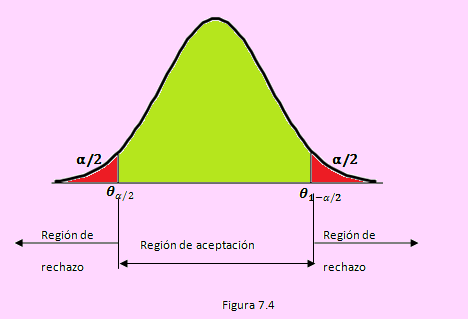 α/2
α/2
θα/2
θ1−α/2
Región de
rechazo
Región de aceptación
Región de
rechazo
Figura 7.4